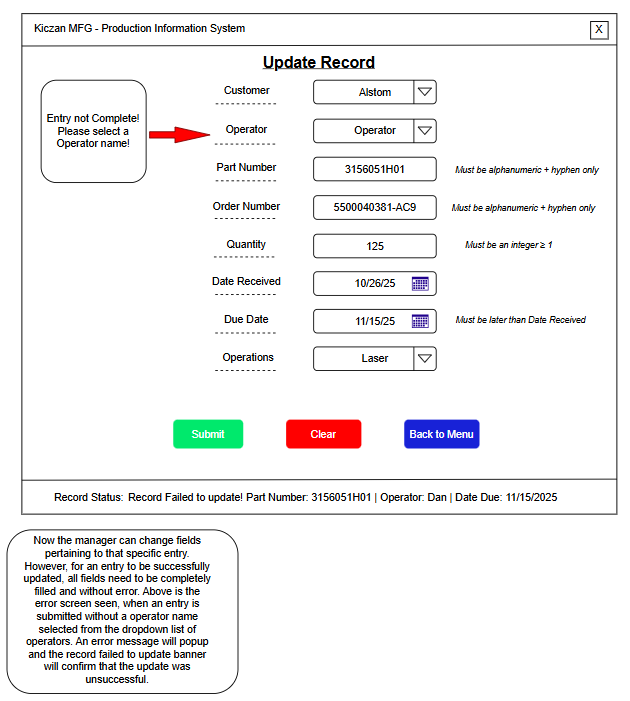 Kiczan MFG - Production Information System
X
Update Record
Entry not Complete!
Please select a
Operator name!
Customer
Alstom
Operator
Operator
Part Number
3156051H01
Must be alphanumeric + hyphen only
Order Number
5500040381-AC9
Must be alphanumeric + hyphen only
Quantity
125
Must be an integer ≥ 1
Date Received
10/26/25
Due Date
11/15/25
Must be later than Date Received
Operations
Laser
Submit
Clear
Back to Menu
Record Status: Record Failed to update! Part Number: 3156051H01 | Operator: Dan | Date Due: 11/15/2025
Now the manager can change fields
pertaining to that specific entry.
However, for an entry to be successfully
updated, all fields need to be completely
filled and without error. Above is the
error screen seen, when an entry is
submitted without a operator name
selected from the dropdown list of
operators. An error message will popup
and the record failed to update banner
will confirm that the update was
unsuccessful.